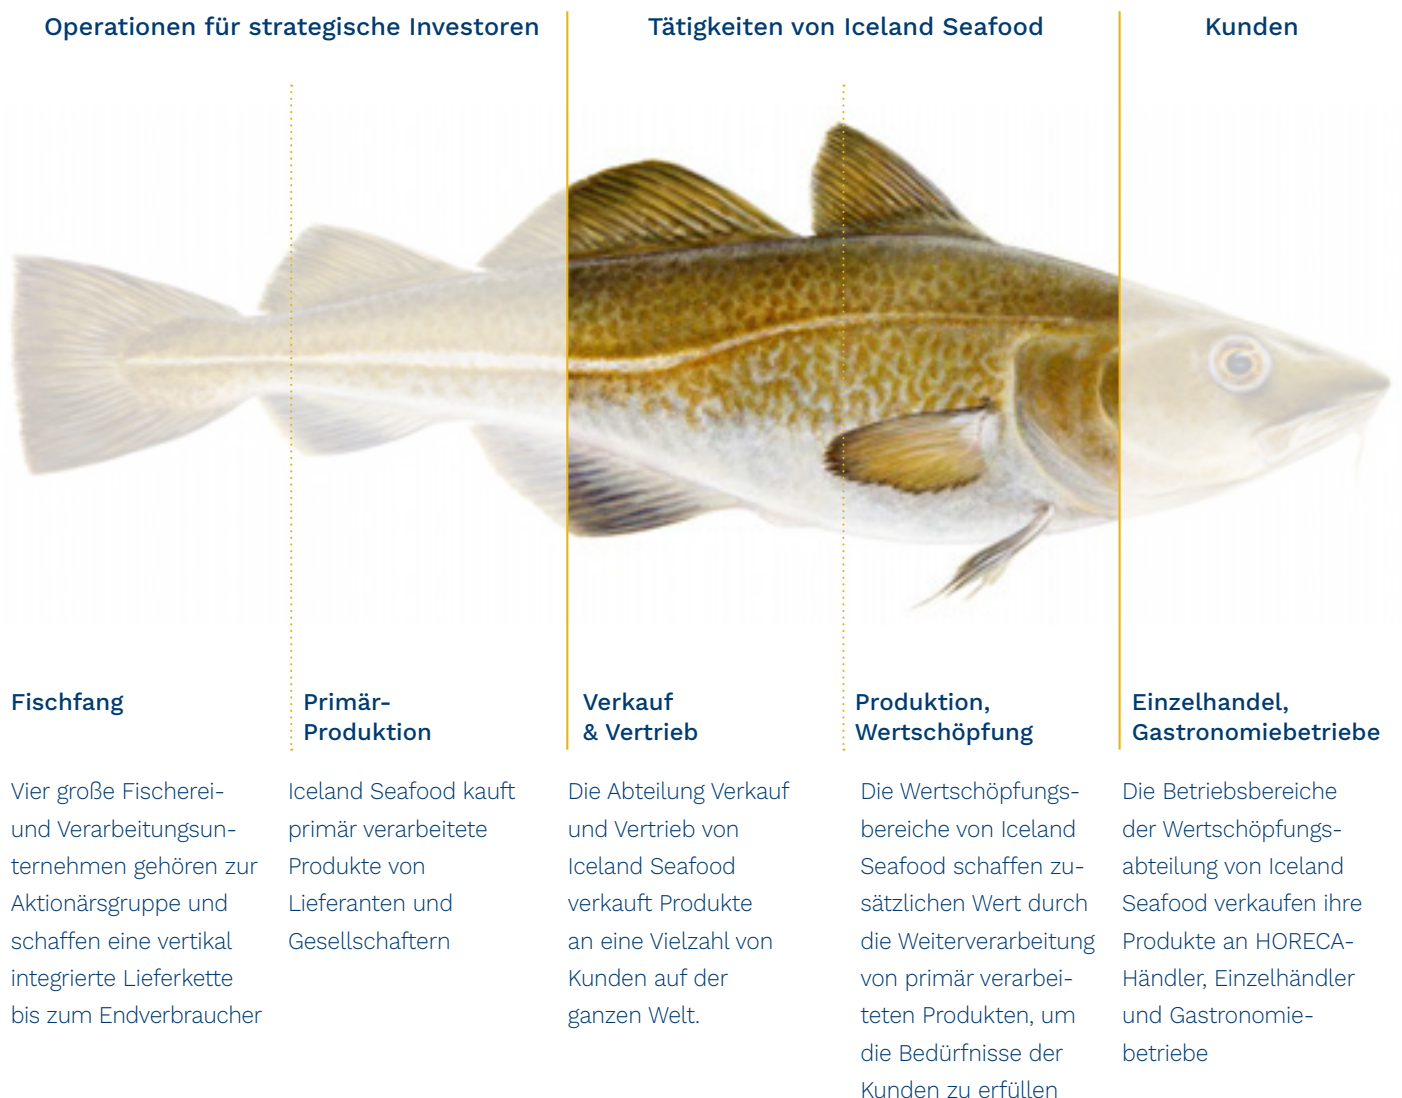 Operationen für strategische Investoren
Tätigkeiten von Iceland Seafood
Kunden
Fischfang
Vier große Fischerei-
und Verarbeitungsun-
ternehmen gehören zur
Aktionärsgruppe und
schaffen eine vertikal
integrierte Lieferkette
bis zum Endverbraucher
Primär-
Produktion
Iceland Seafood kauft
primär verarbeitete
Produkte von
Lieferanten und
Gesellschaftern
Verkauf
& Vertrieb
Die Abteilung Verkauf
und Vertrieb von
Iceland Seafood
verkauft Produkte
an eine Vielzahl von
Kunden auf der
ganzen Welt.
Produktion,
Wertschöpfung
Die Wertschöpfungs-
bereiche von Iceland
Seafood schaffen zu-
sätzlichen Wert durch
die Weiterverarbeitung
von primär verarbei-
teten Produkten, um
die Bedürfnisse der
Kunden zu erfüllen
Einzelhandel,
Gastronomiebetriebe
Die Betriebsbereiche
der Wertschöpfungs-
abteilung von Iceland
Seafood verkaufen ihre
Produkte an HORECA-
Händler, Einzelhändler
und Gastronomie-
betriebe